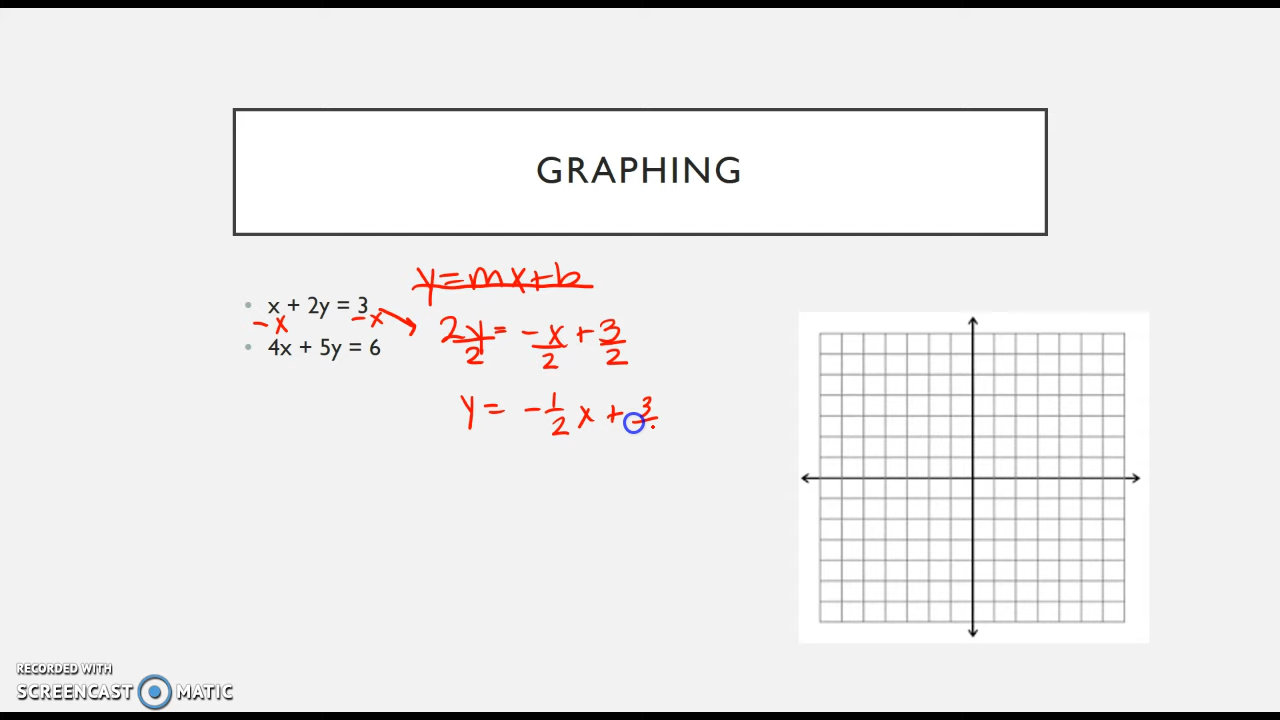 GRAPHING
y=mx+b
• x + 2y = 3
-x -x
2y = -x + 3
2 2 2
• 4x + 5y = 6
y = -1/2 x + 3/
RECORDED WITH
SCREENCAST MATIC